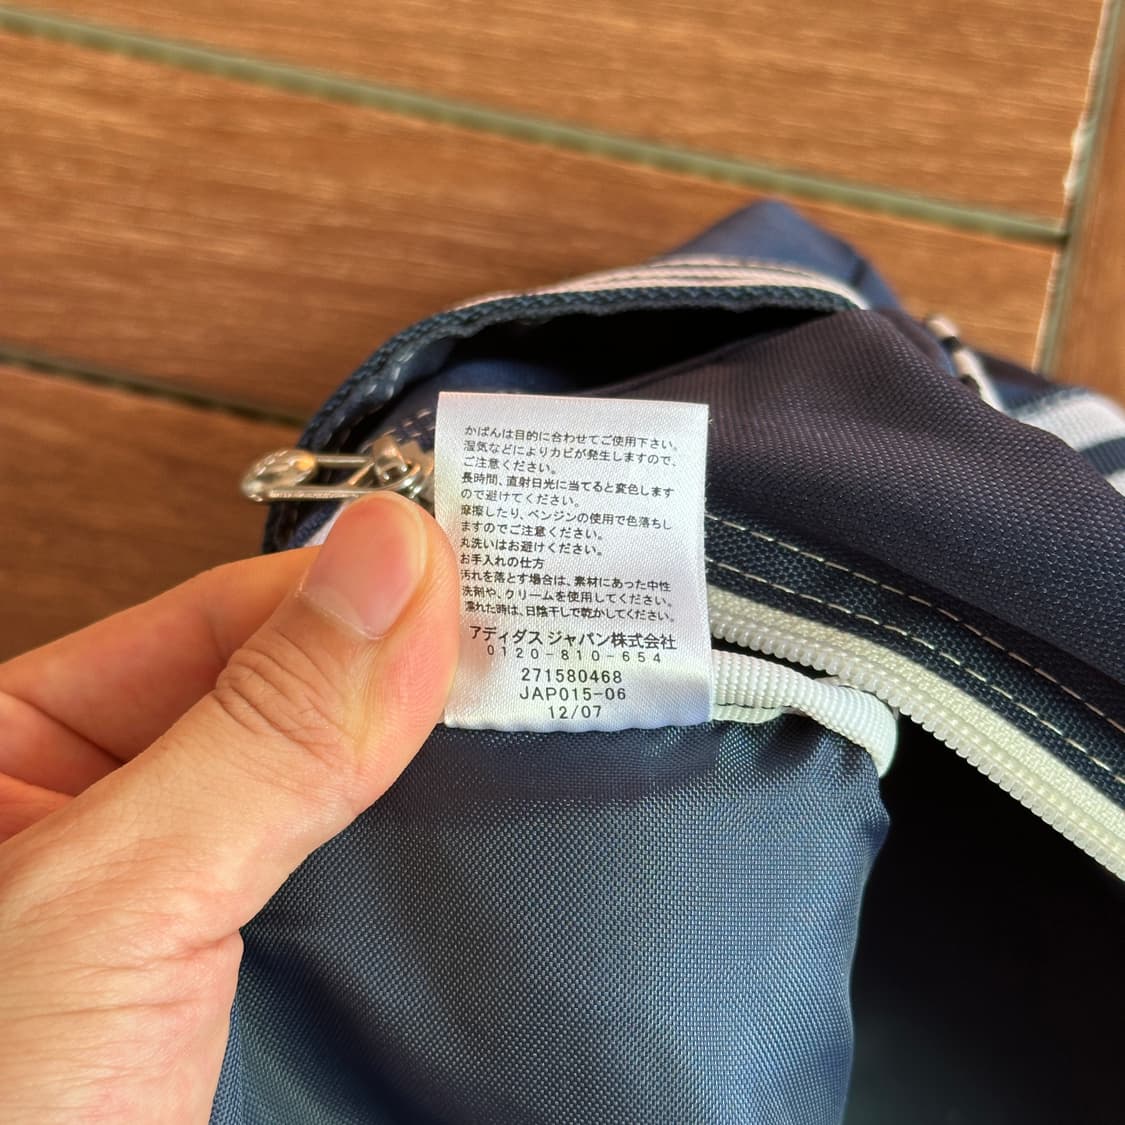 かばんは目的に合わせてご使用下さい。
湿気などによりカビが発生しますので、
ご注意ください。
長時間、直射日光に当てると変色します
ので避けてください。
摩擦したり、ベンジンの使用で色落ちし
ますのでご注意ください。
丸洗いはお避けください。
お手入れの仕方
汚れを落とす場合は、素材にあった中性
洗剤や、クリームを使用してください。
濡れた時は、日陰干しで乾かしてください。
アディダス ジャパン株式会社
0120-810-654
271580468
JAP015-06
12/07